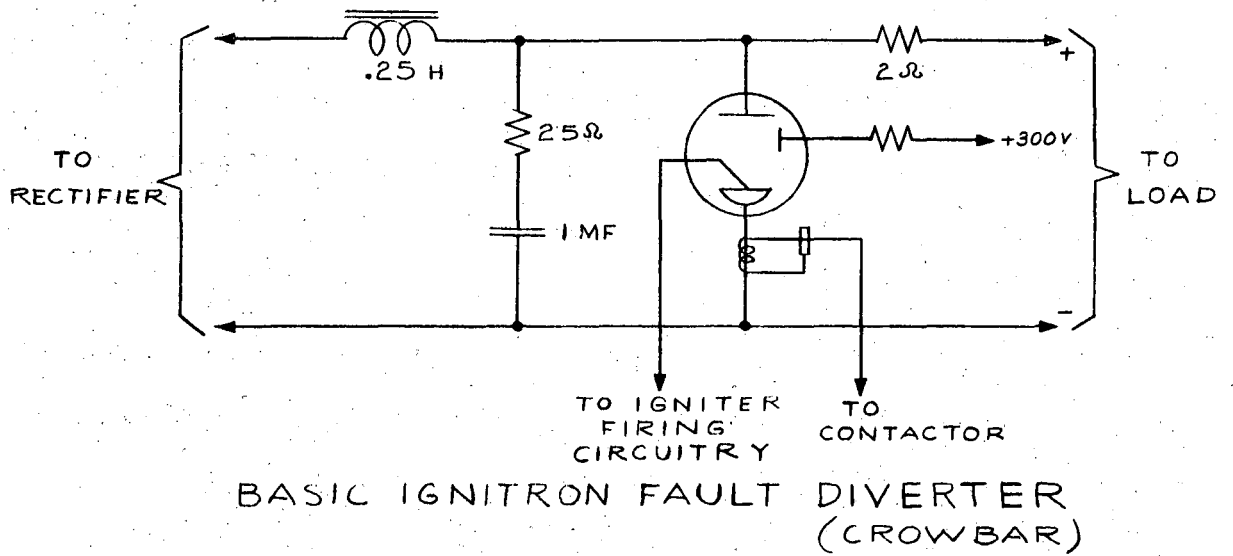 .25 H
2 Ω
+
25Ω
+300V
TO
RECTIFIER
TO
LOAD
1 MF
-
TO IGNITER
FIRING
CIRCUITRY
TO
CONTACTOR
BASIC IGNITRON FAULT DIVERTER
(CROWBAR)